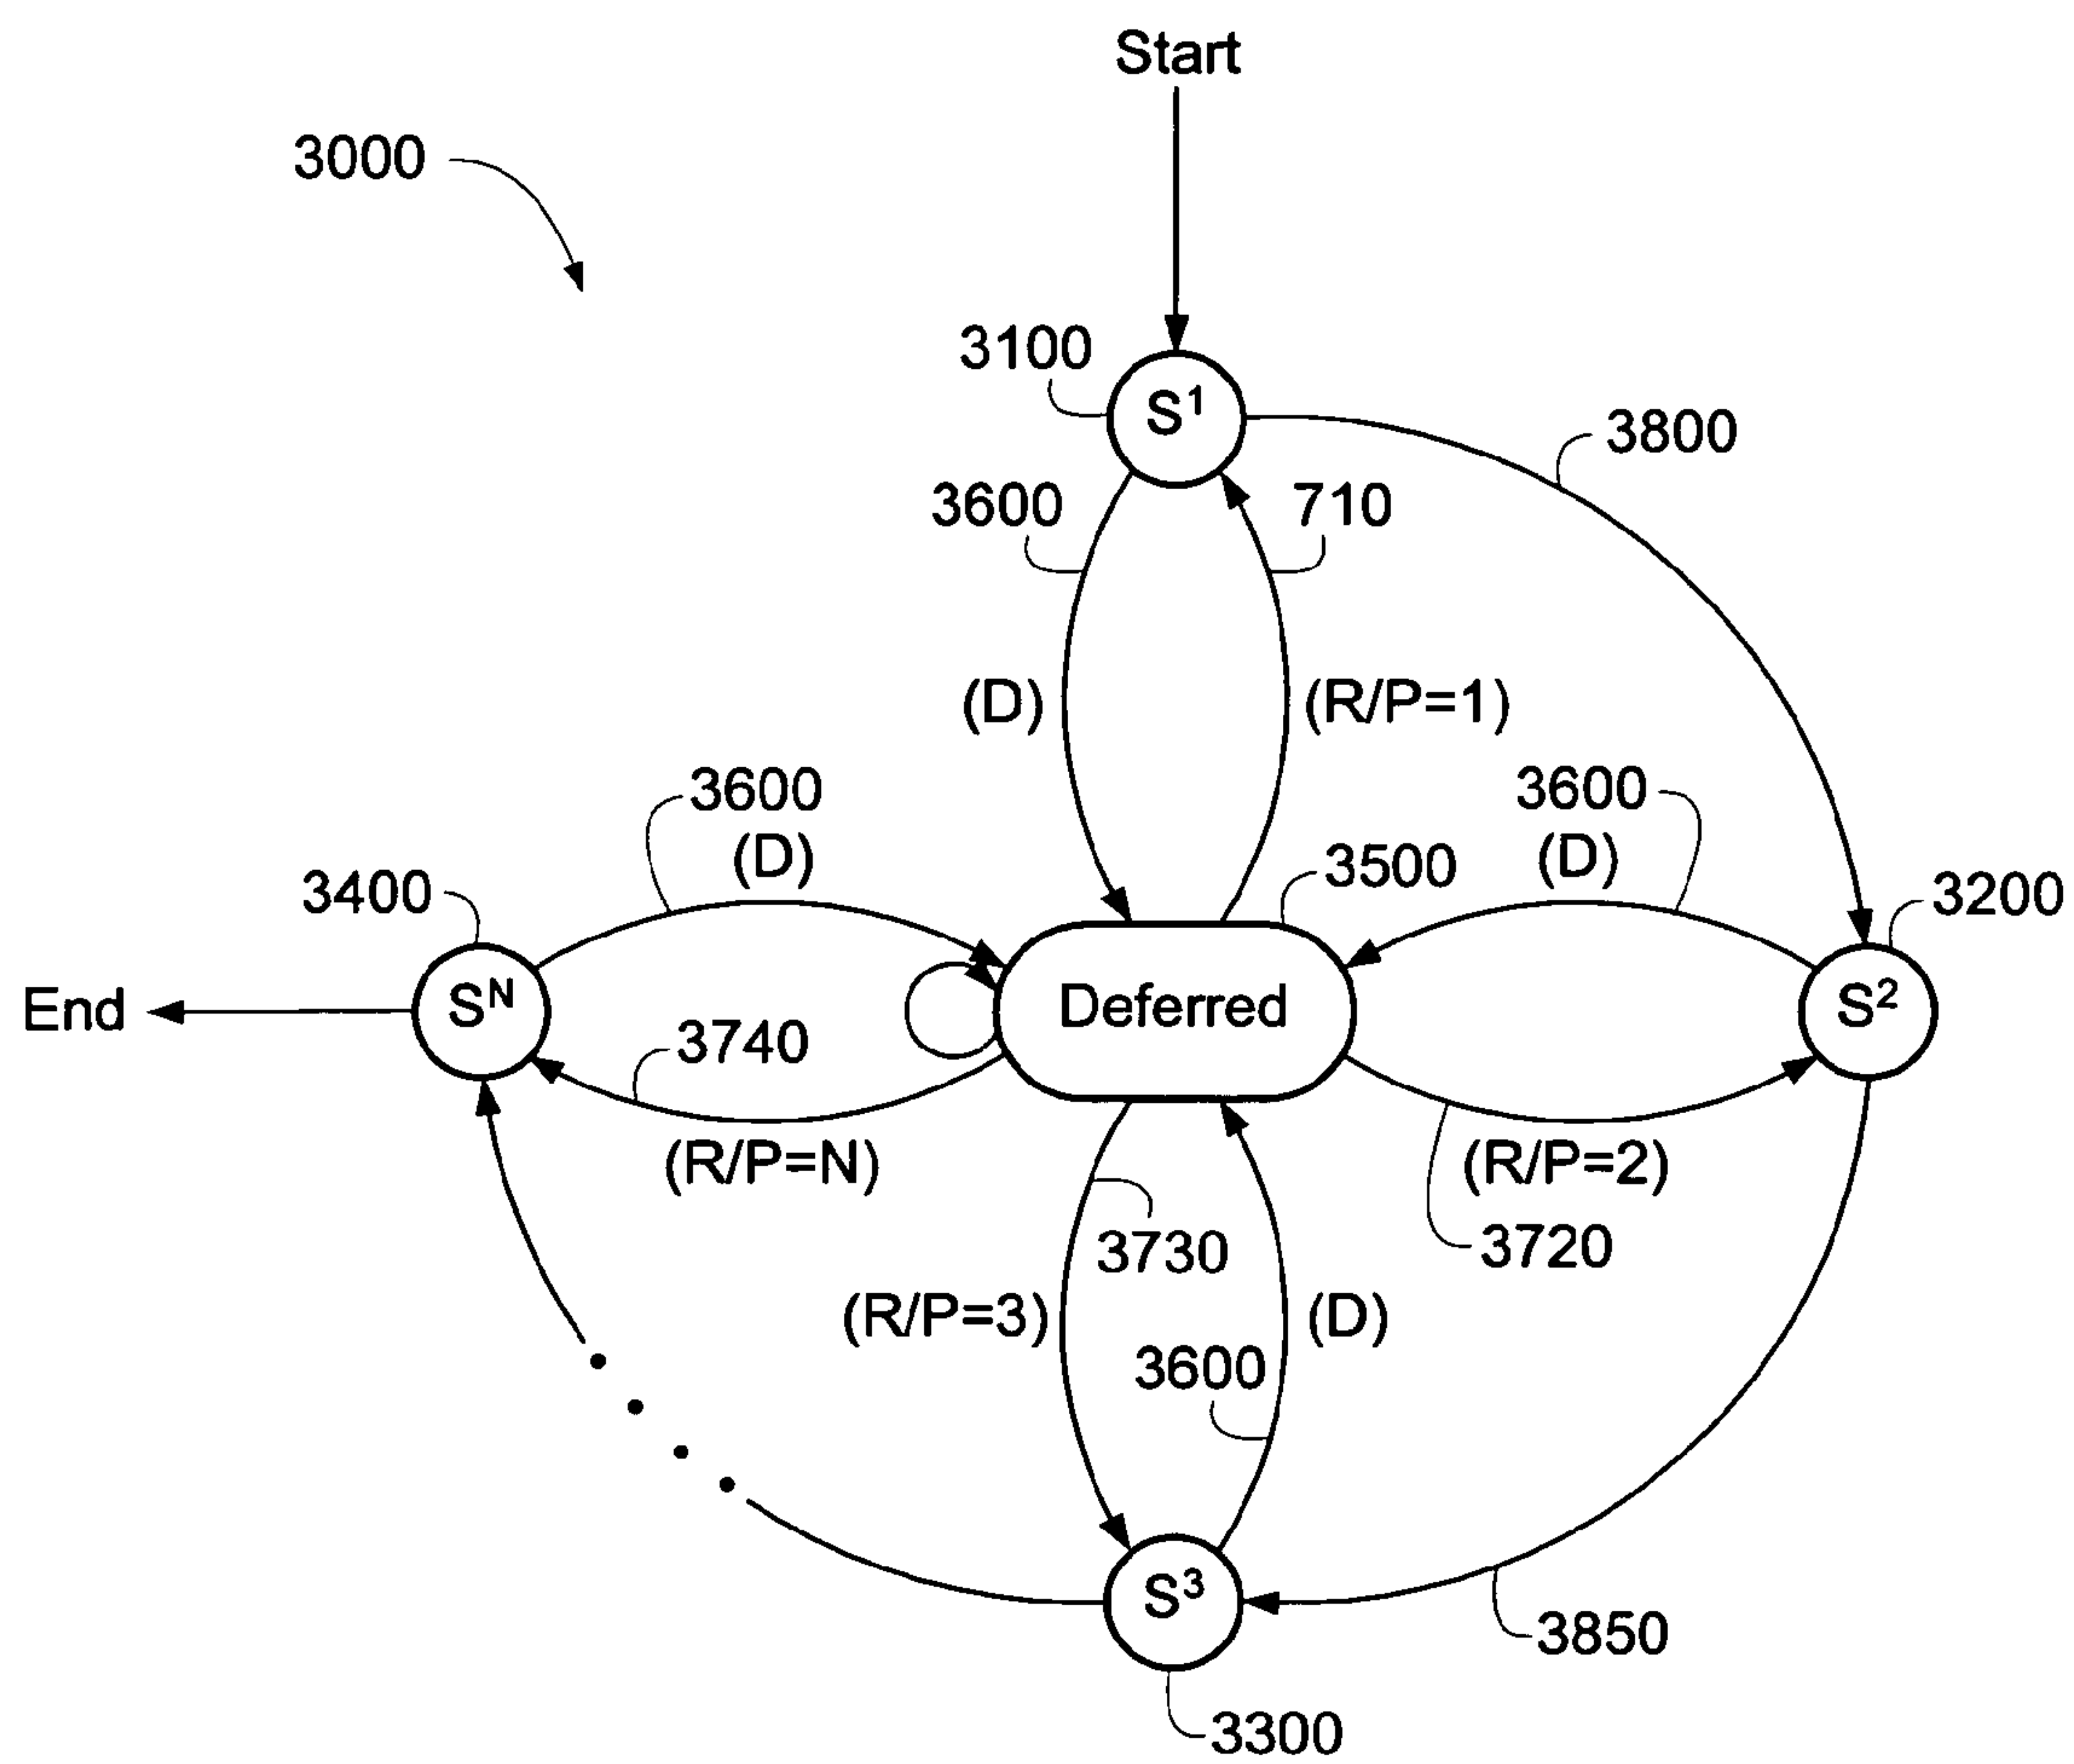 Start
3000
3100
S¹
3800
3600
710
(D)
(R/P=1)
3600
(D)
3600
(D)
3500
3400
3200
S^N
Deferred
S²
End
3740
(R/P=N)
(R/P=2)
3730
3720
(R/P=3)
(D)
3600
S³
3850
3300